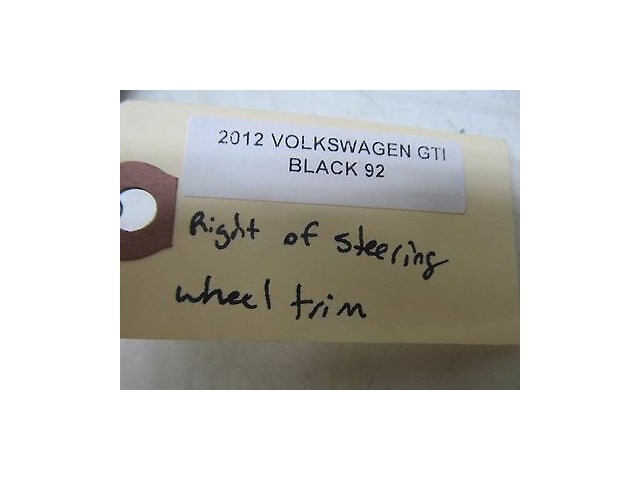 2012 VOLKSWAGEN GTI
BLACK 92
Right of steering
wheel trim